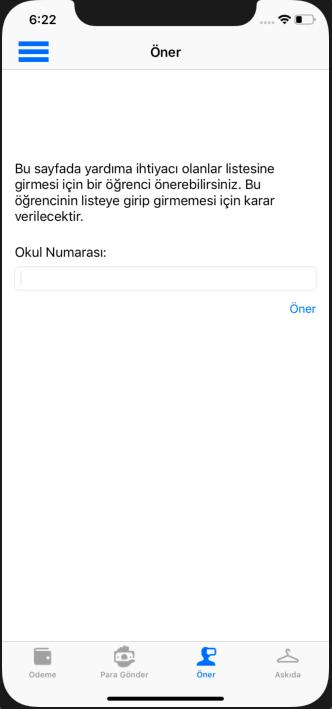 6:22
Öner
Bu sayfada yardıma ihtiyacı olanlar listesine
girmesi için bir öğrenci önerebilirsiniz. Bu
öğrencinin listeye girip girmemesi için karar
verilecektir.
Okul Numarası:
Öner
Odeme
Para Gönder
Öner
Askıda